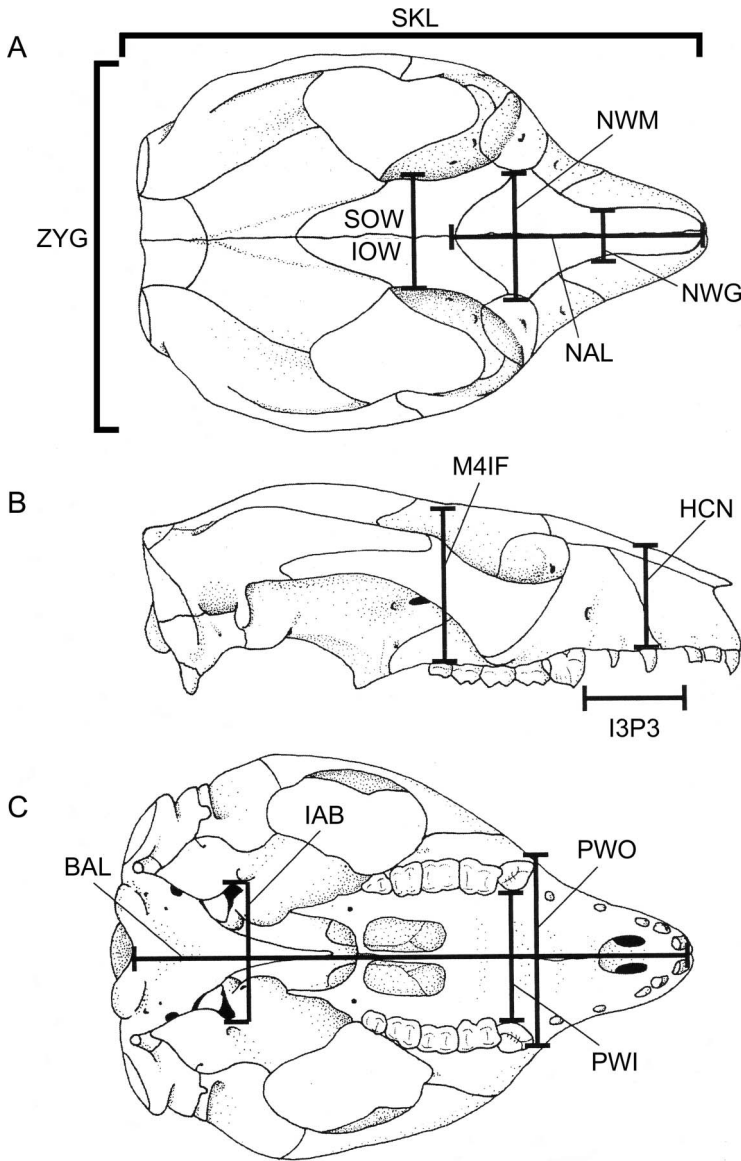 SKL
A
NWM
SOW
ZYG
IOW
NWG
NAL
M4IF
B
HCN
I3P3
C
IAB
BAL
PWO
PWI